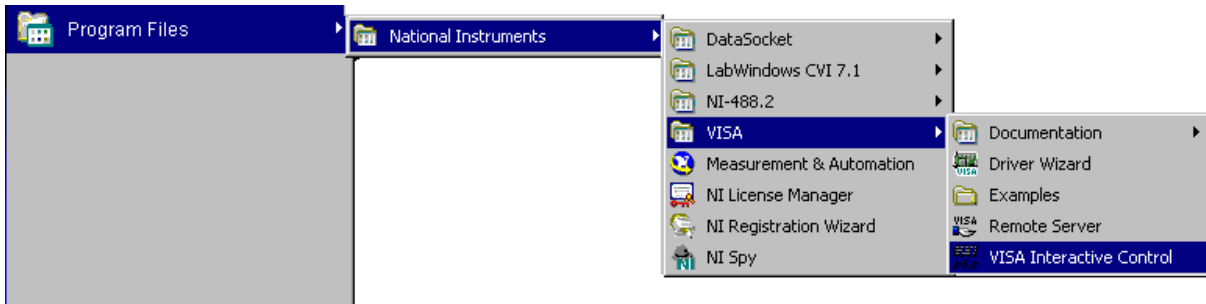 Program Files
National Instruments
DataSocket
LabWindows CVI 7.1
NI-488.2
VISA
Measurement & Automation
NI License Manager
NI Registration Wizard
NI Spy
Documentation
Driver Wizard
Examples
Remote Server
VISA Interactive Control